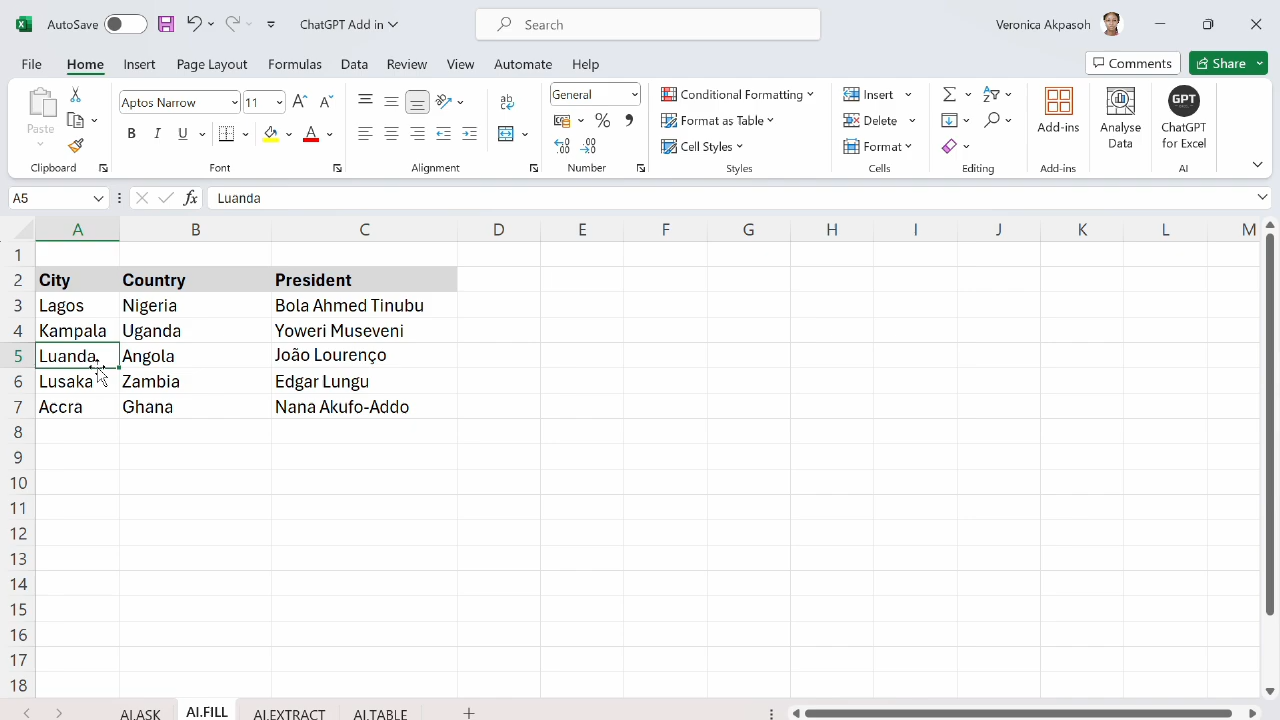 AutoSave ChatGPT Add in Search Veronica Akpasoh
File Home Insert Page Layout Formulas Data Review View Automate Help Comments Share
Paste
Clipboard
Aptos Narrow 11
B I U A
Font
Alignment
ab
General
% 9
Number
Conditional Formatting
Format as Table
Cell Styles
Styles
Insert
Delete
Format
Cells
Editing
Add-ins
Add-ins
Analyse
Data
GPT
ChatGPT
for Excel
AI
A5 fx Luanda
A B C D E F G H I J K L M
1
2 City Country President
3 Lagos Nigeria Bola Ahmed Tinubu
4 Kampala Uganda Yoweri Museveni
5 Luanda Angola João Lourenço
6 Lusaka Zambia Edgar Lungu
7 Accra Ghana Nana Akufo-Addo
8
9
10
11
12
13
14
15
16
17
18
AI.ASK AI.FILL AI.EXTRACT AI.TABLE